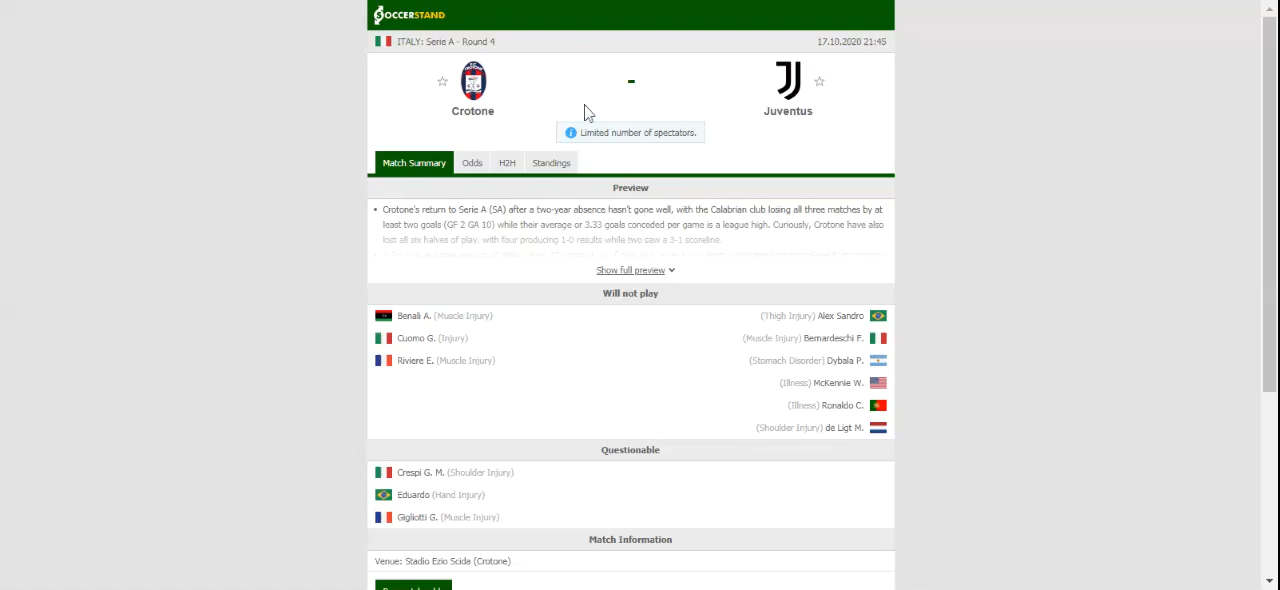 SOCCERSTAND
ITALY: Serie A - Round 4 17.10.2020 21:45
-
Crotone Juventus
Limited number of spectators.
Match Summary Odds H2H Standings
Preview
• Crotone's return to Serie A (SA) after a two-year absence hasn't gone well, with the Calabrian club losing all three matches by at
least two goals (GF 2 GA 10) while their average or 3.33 goals conceded per game is a league high. Curiously, Crotone have also
lost all six halves of play, with four producing 1-0 results while two saw a 3-1 scoreline.
Show full preview
Will not play
Benali A. (Muscle Injury) (Thigh Injury) Alex Sandro
Cuomo G. (Injury) (Muscle Injury) Bernardeschi F.
Riviere E. (Muscle Injury) (Stomach Disorder) Dybala P.
(Illness) McKennie W.
(Illness) Ronaldo C.
(Shoulder Injury) de Ligt M.
Questionable
Crespi G. M. (Shoulder Injury)
Eduardo (Hand Injury)
Gigliotti G. (Muscle Injury)
Match Information
Venue: Stadio Ezio Scida (Crotone)